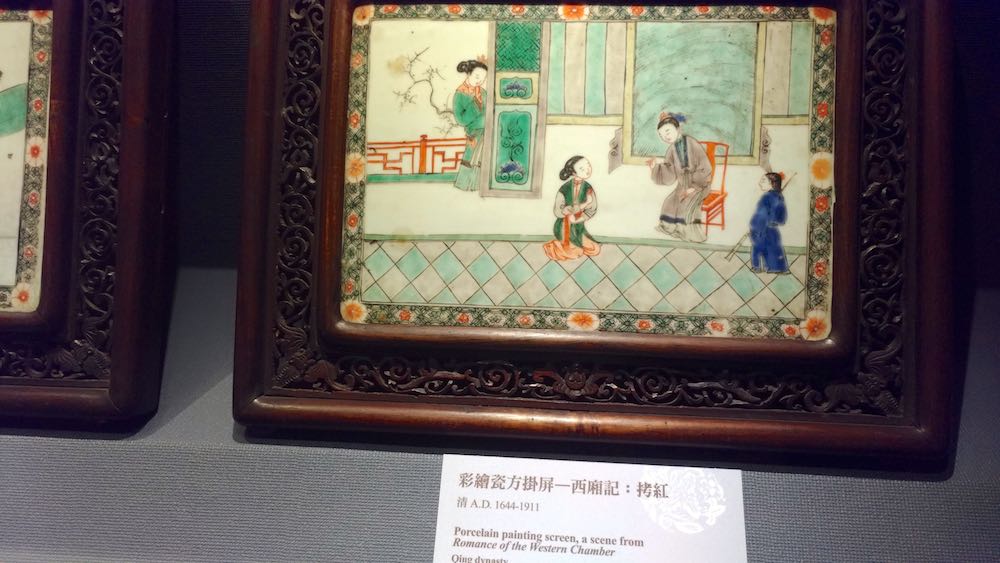 彩繪瓷方掛屏—西廂記：拷紅
清 A.D. 1644-1911
Porcelain painting screen, a scene from
Romance of the Western Chamber
Qing dynasty